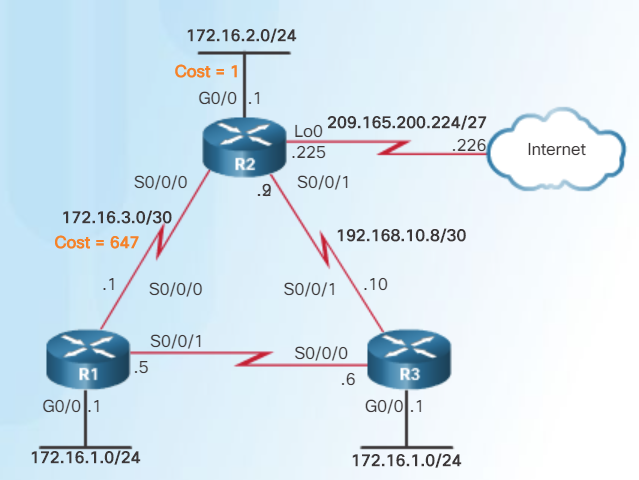 172.16.2.0/24
Cost = 1
G0/0 .1
Lo0 209.165.200.224/27
.225
.226
Internet
R2
S0/0/0
S0/0/1
172.16.3.0/30
Cost = 647
192.168.10.8/30
.1
S0/0/0
S0/0/1
.10
S0/0/1
S0/0/0
R1
.5
R3
.6
G0/0 .1
G0/0 .1
172.16.1.0/24
172.16.1.0/24